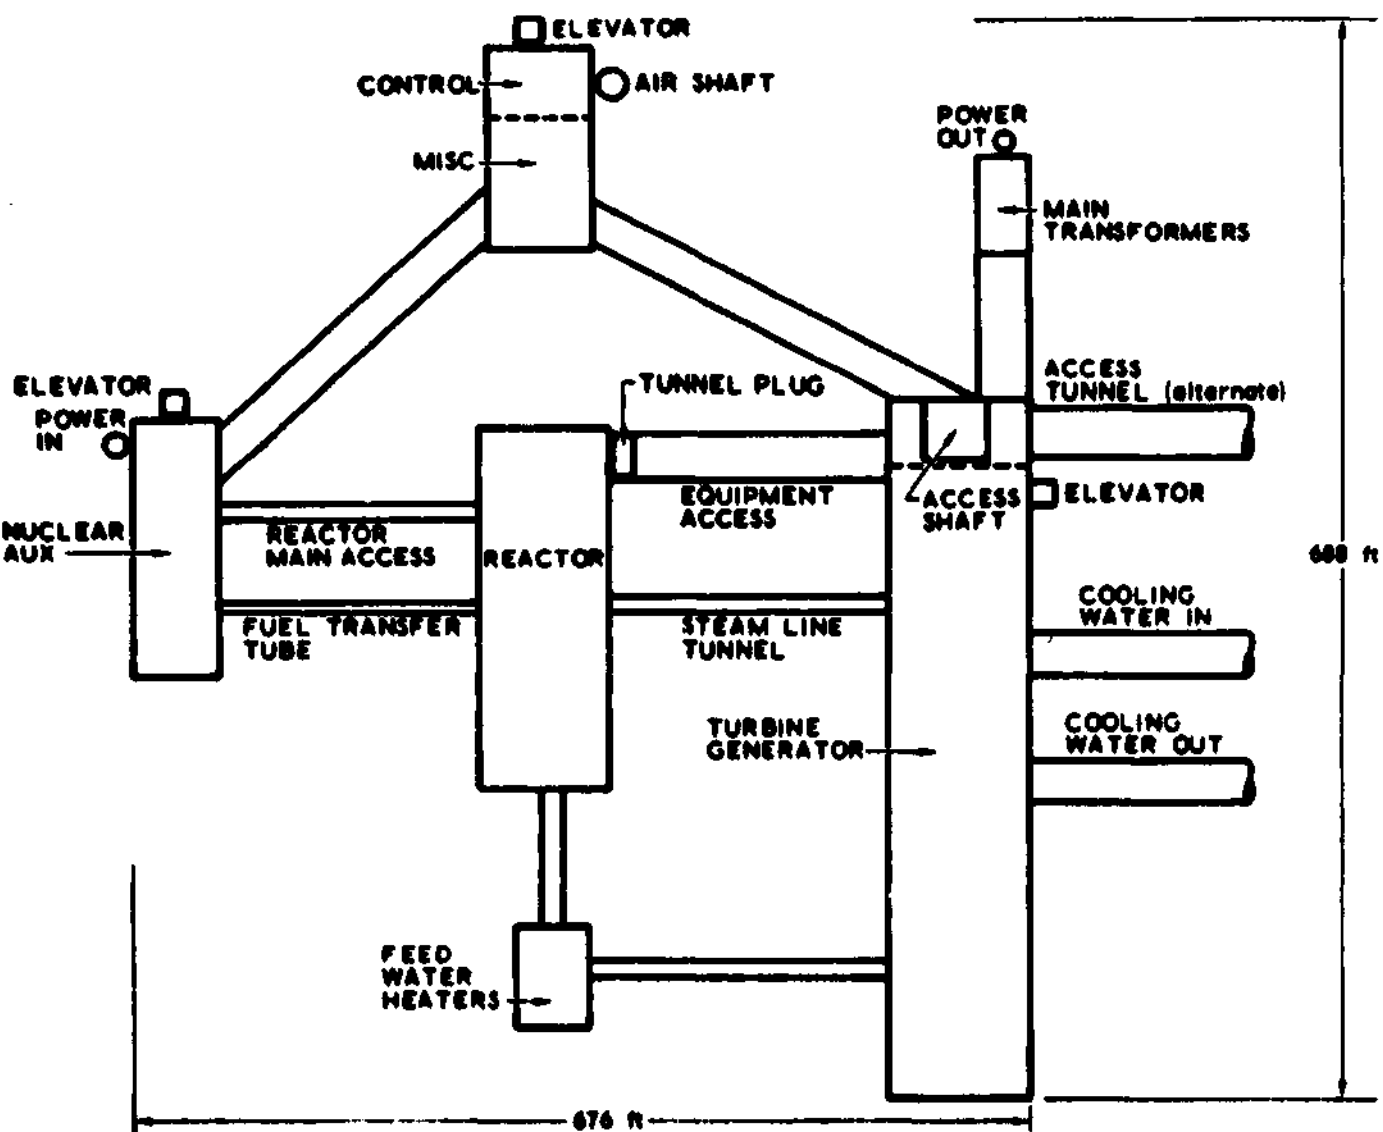 ELEVATOR
CONTROL
AIR SHAFT
MISC
POWER
OUT
MAIN
TRANSFORMERS
ELEVATOR
POWER
IN
TUNNEL PLUG
ACCESS
TUNNEL (alternate)
NUCLEAR
AUX
REACTOR
MAIN ACCESS
REACTOR
EQUIPMENT
ACCESS
ACCESS
SHAFT
ELEVATOR
ft
FUEL TRANSFER
TUBE
STEAM LINE
TUNNEL
COOLING
WATER IN
TURBINE
GENERATOR
COOLING
WATER OUT
FEED
WATER
HEATERS
676 ft